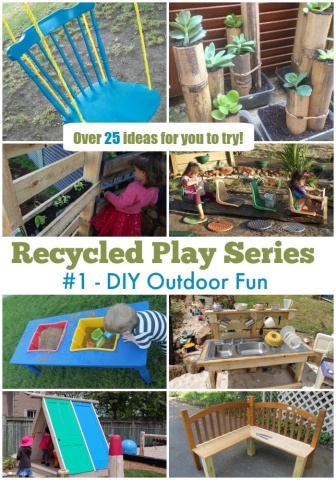 Over 25 ideas for you to try!
Recycled Play Series
#1 - DIY Outdoor Fun